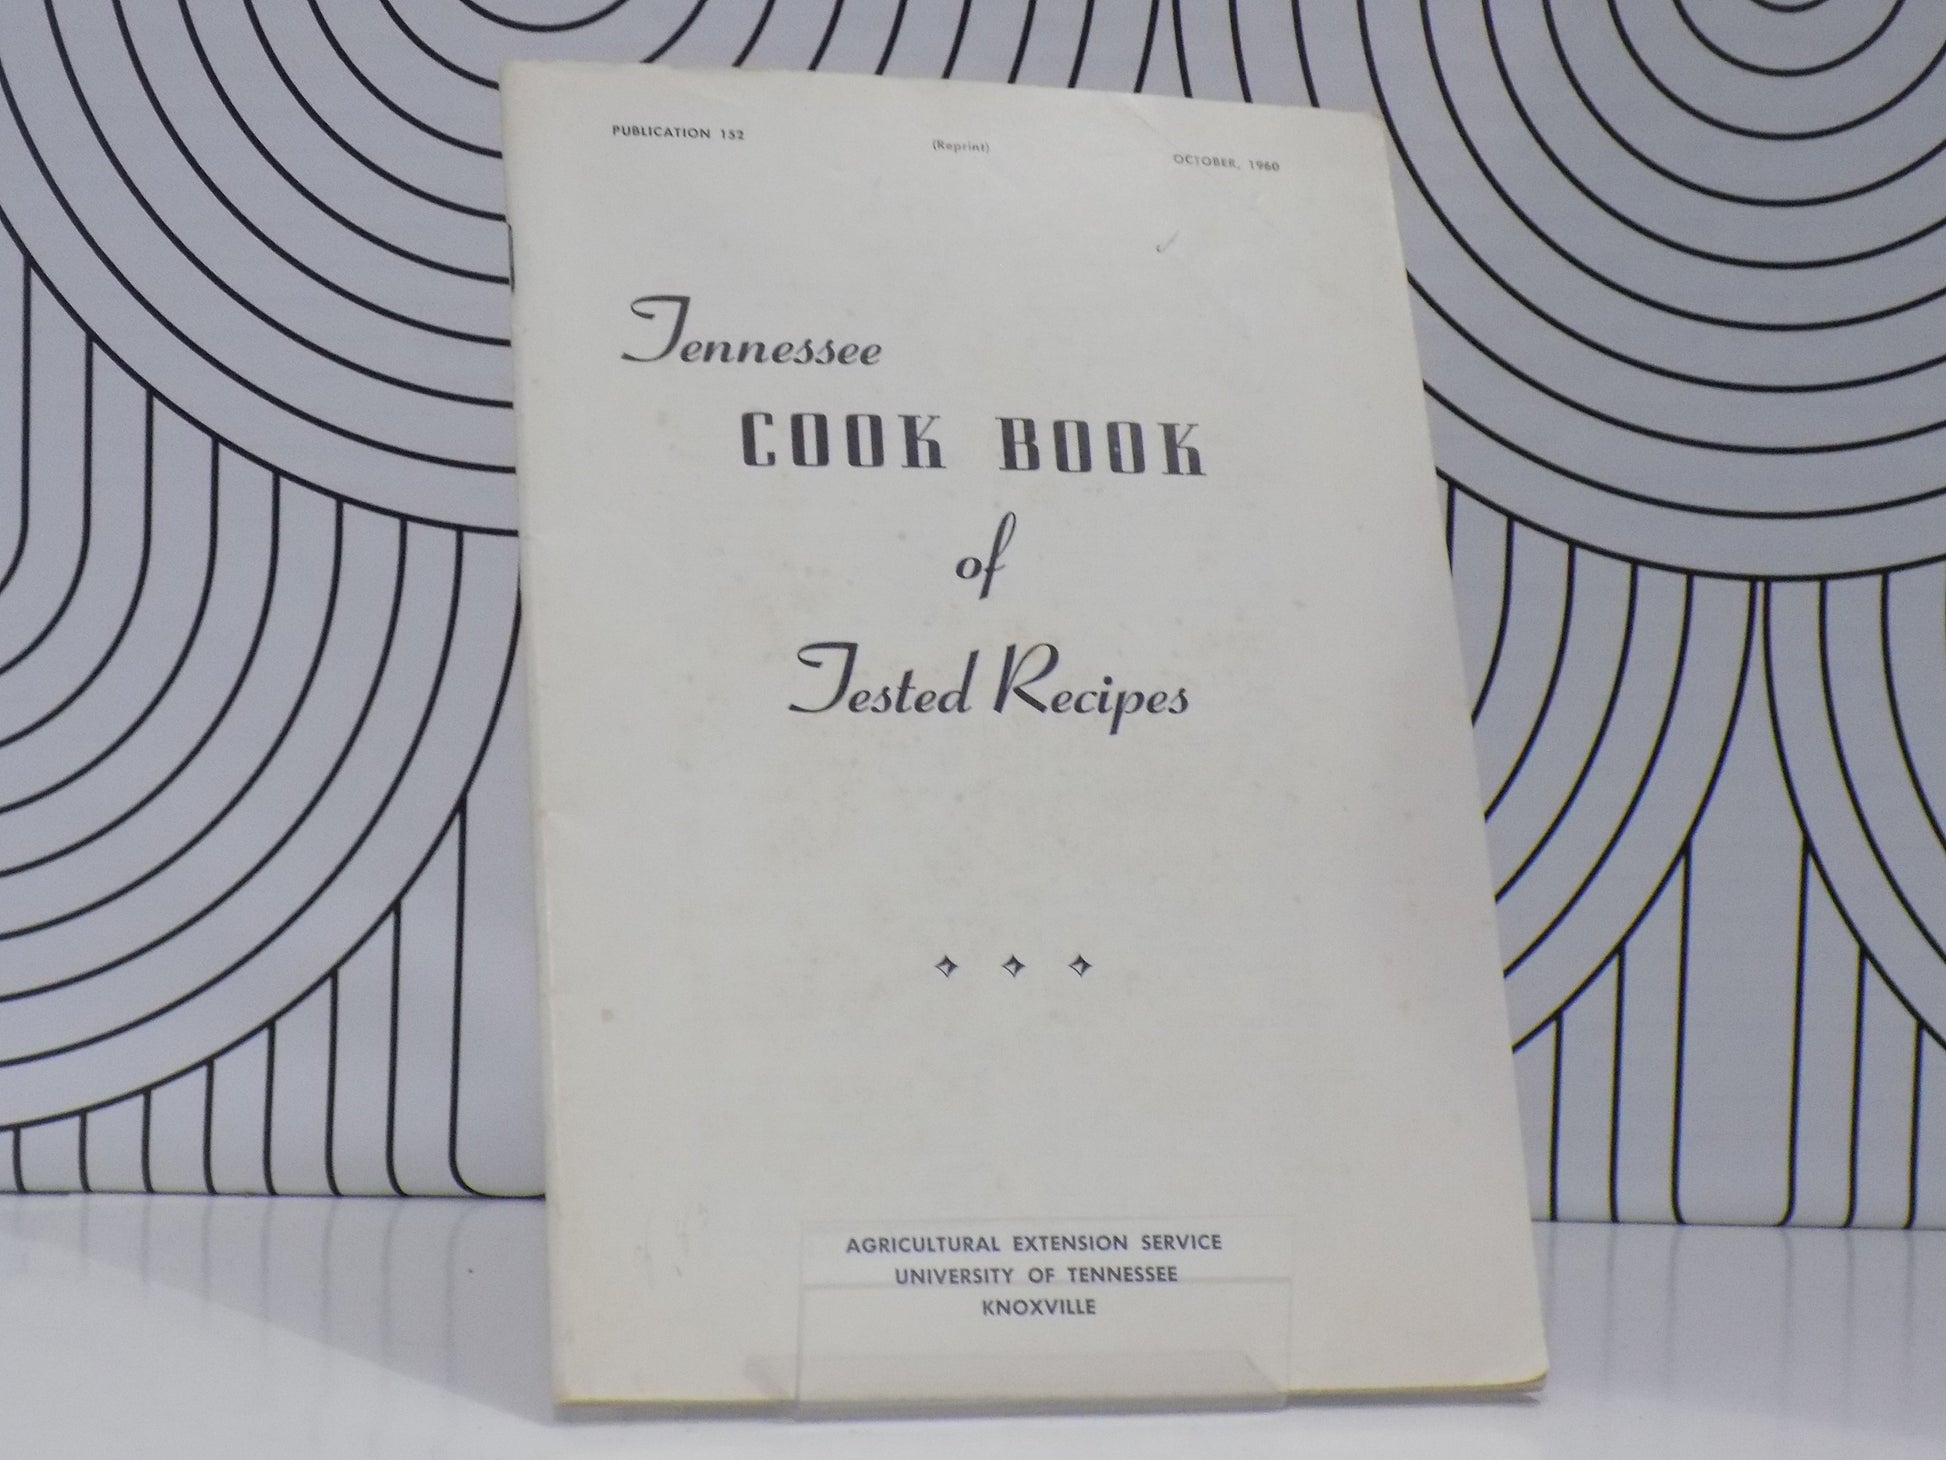 PUBLICATION 152 (Reprint) OCTOBER, 1960
Tennessee
COOK BOOK
of
Tested Recipes
AGRICULTURAL EXTENSION SERVICE
UNIVERSITY OF TENNESSEE
KNOXVILLE